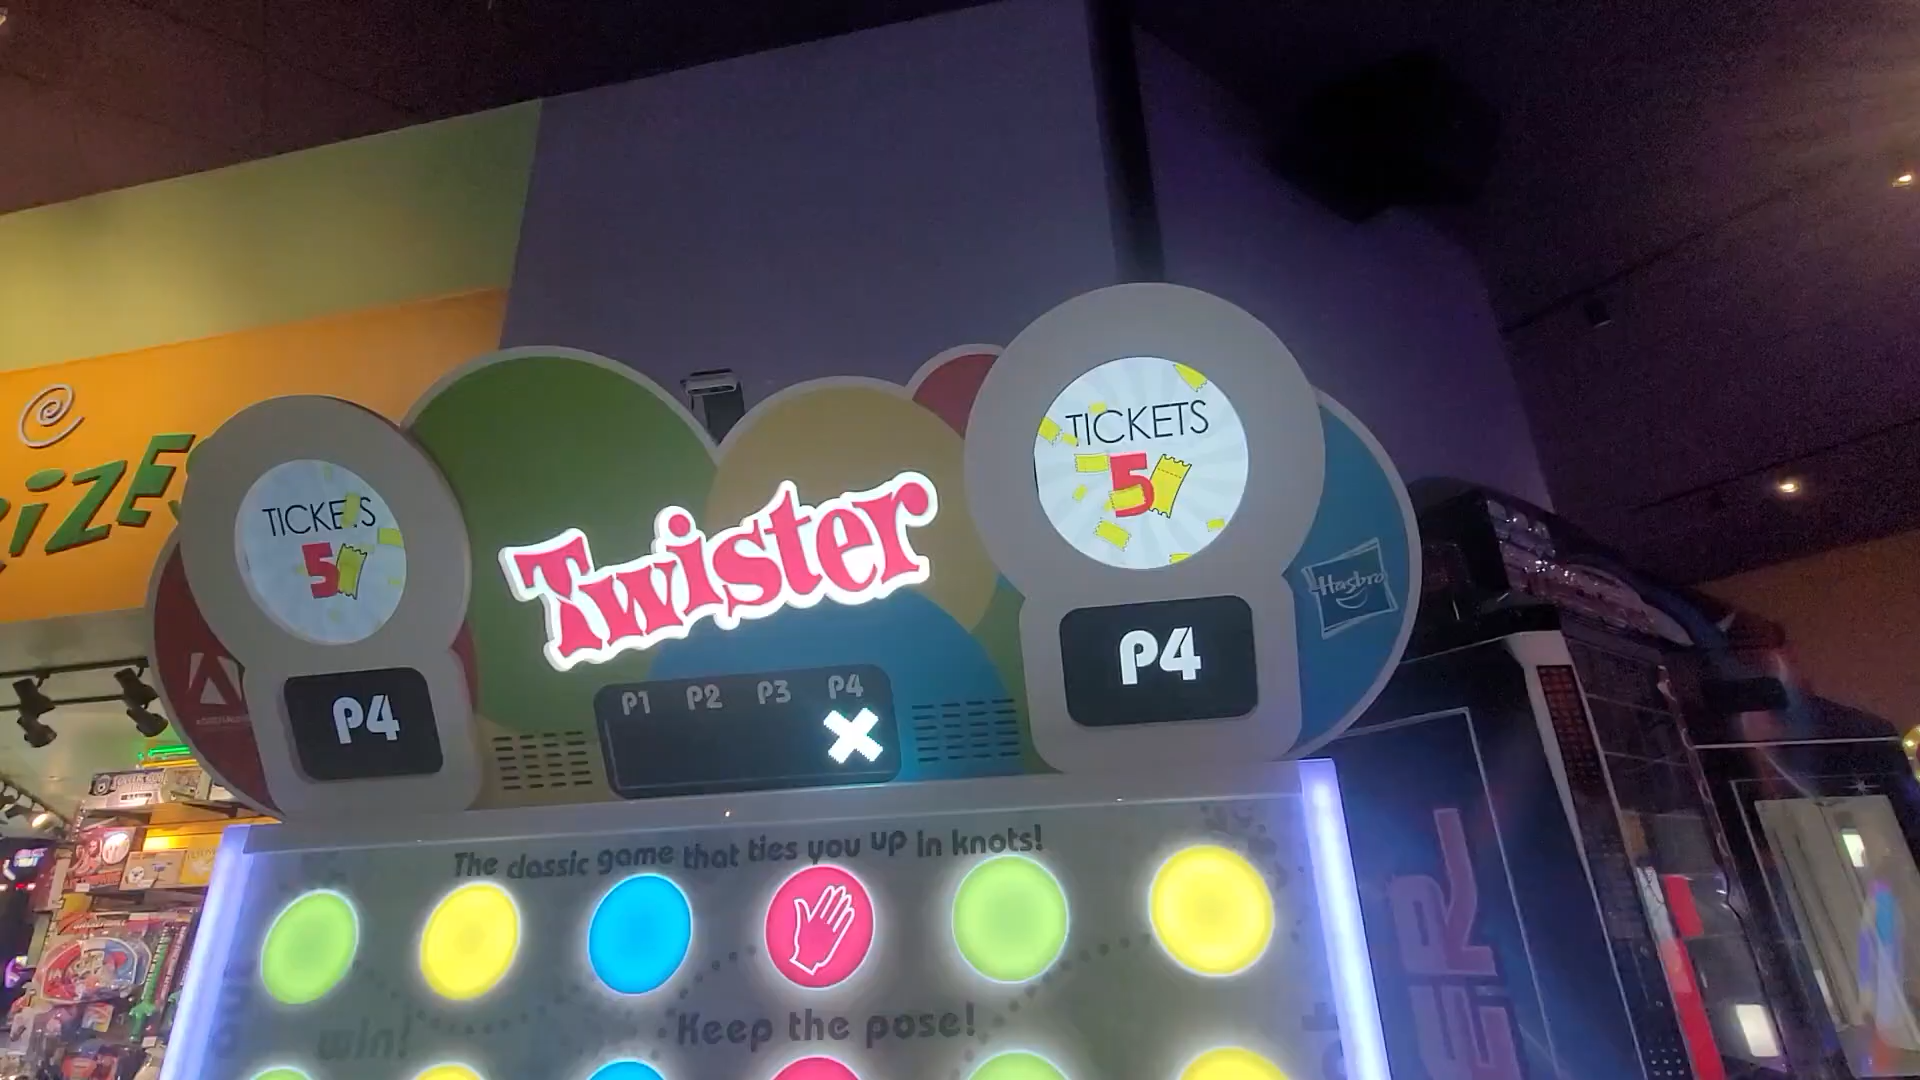 TICKETS
5
P4
Twister
TICKETS
5
P4
Hasbro
P1 P2 P3 P4
The classic game that ties you up in knots!
win!
Keep the pose!